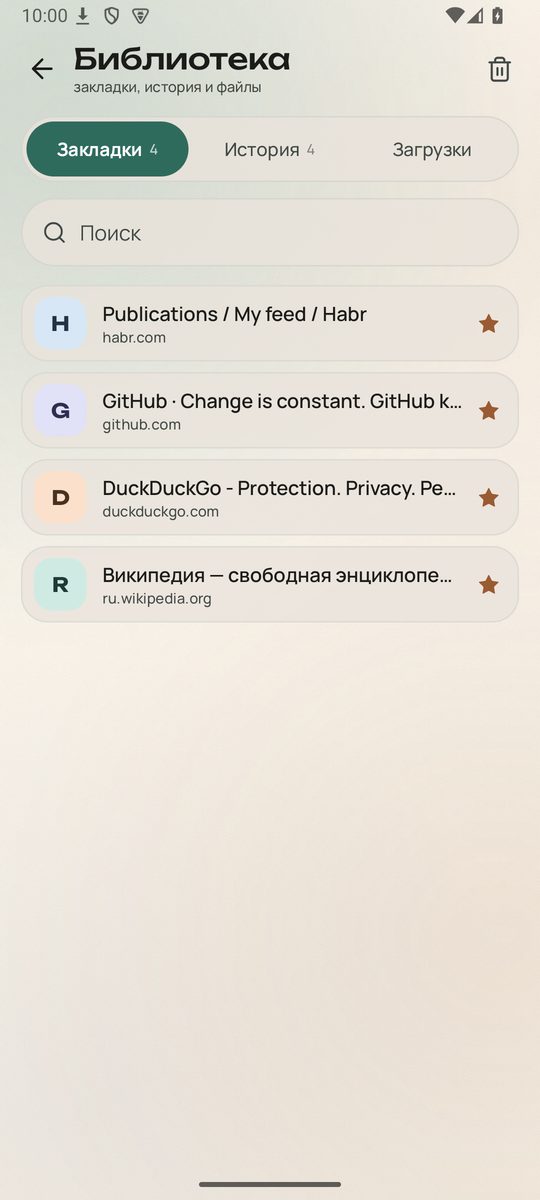 10:00
Библиотека
закладки, история и файлы
Закладки 4
История 4
Загрузки
Поиск
H
Publications / My feed / Habr
habr.com
G
GitHub · Change is constant. GitHub k...
github.com
D
DuckDuckGo - Protection. Privacy. Pe...
duckduckgo.com
R
Википедия — свободная энциклопе...
ru.wikipedia.org